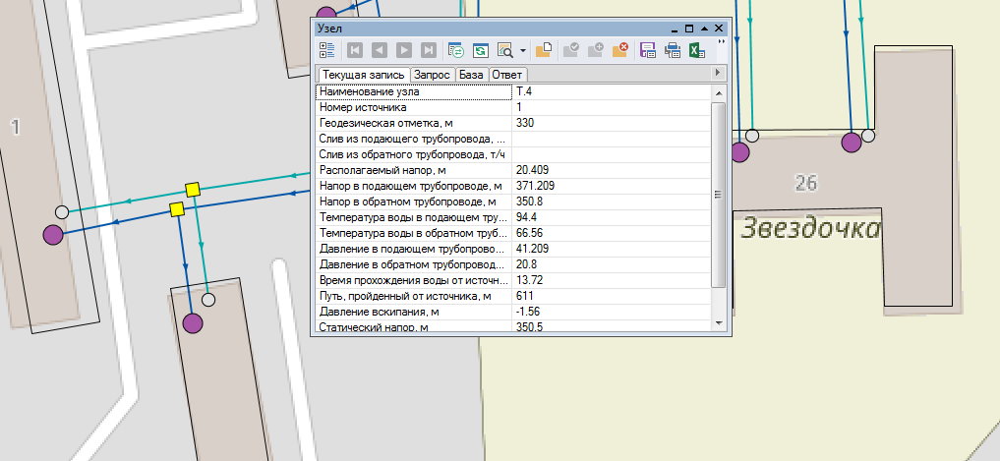 Узел
Текущая запись Запрос База Ответ
Наименование узла Т.4
Номер источника 1
Геодезическая отметка, м 330
Слив из подающего трубопровода, ...
Слив из обратного трубопровода, т/ч
Располагаемый напор, м 20.409
Напор в подающем трубопроводе, м 371.209
Напор в обратном трубопроводе, м 350.8
Температура воды в подающем тру... 94.4
Температура воды в обратном труб... 66.56
Давление в подающем трубопрово... 41.209
Давление в обратном трубопровод... 20.8
Время прохождения воды от источн... 13.72
Путь, пройденный от источника, м 611
Давление вскипания, м -1.56
Статический напор, м 350.5
1
26
Звездочка